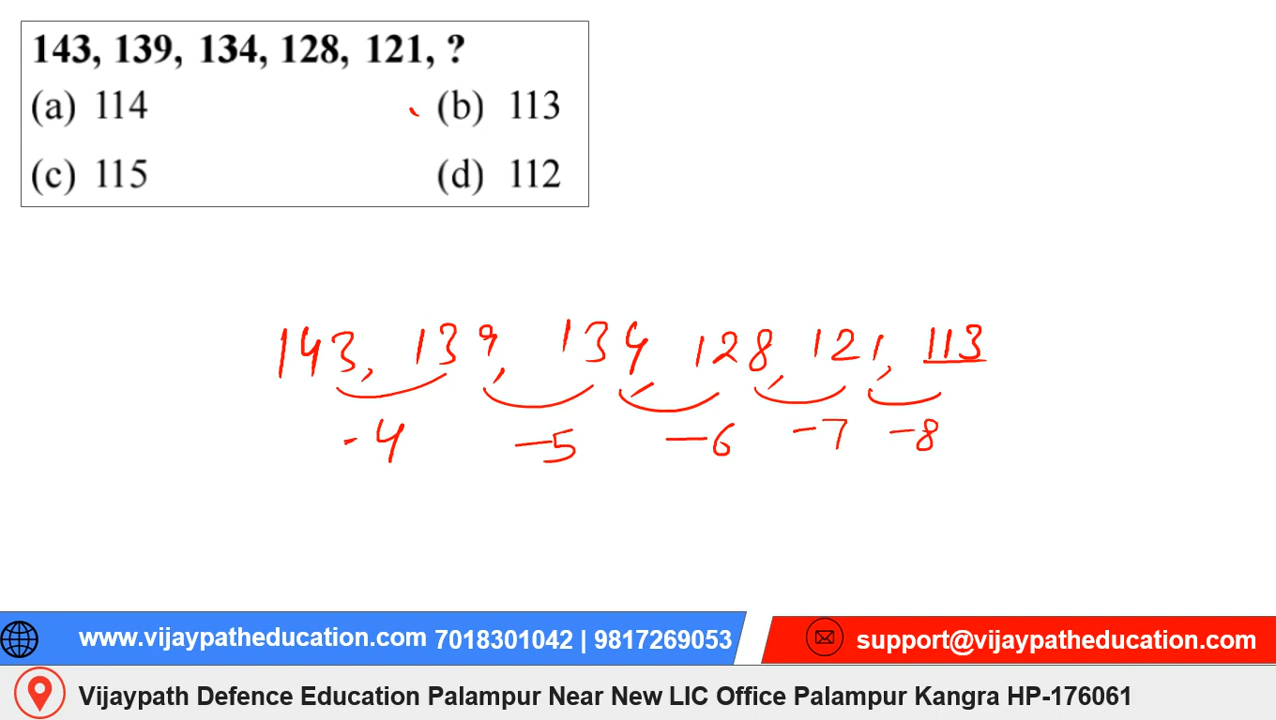 143, 139, 134, 128, 121, ?
(a) 114 (b) 113
(c) 115 (d) 112
143, 139, 134, 128, 121, 113
-4 -5 -6 -7 -8
www.vijaypatheducation.com 7018301042 | 9817269053 support@vijaypatheducation.com
Vijaypath Defence Education Palampur Near New LIC Office Palampur Kangra HP-176061